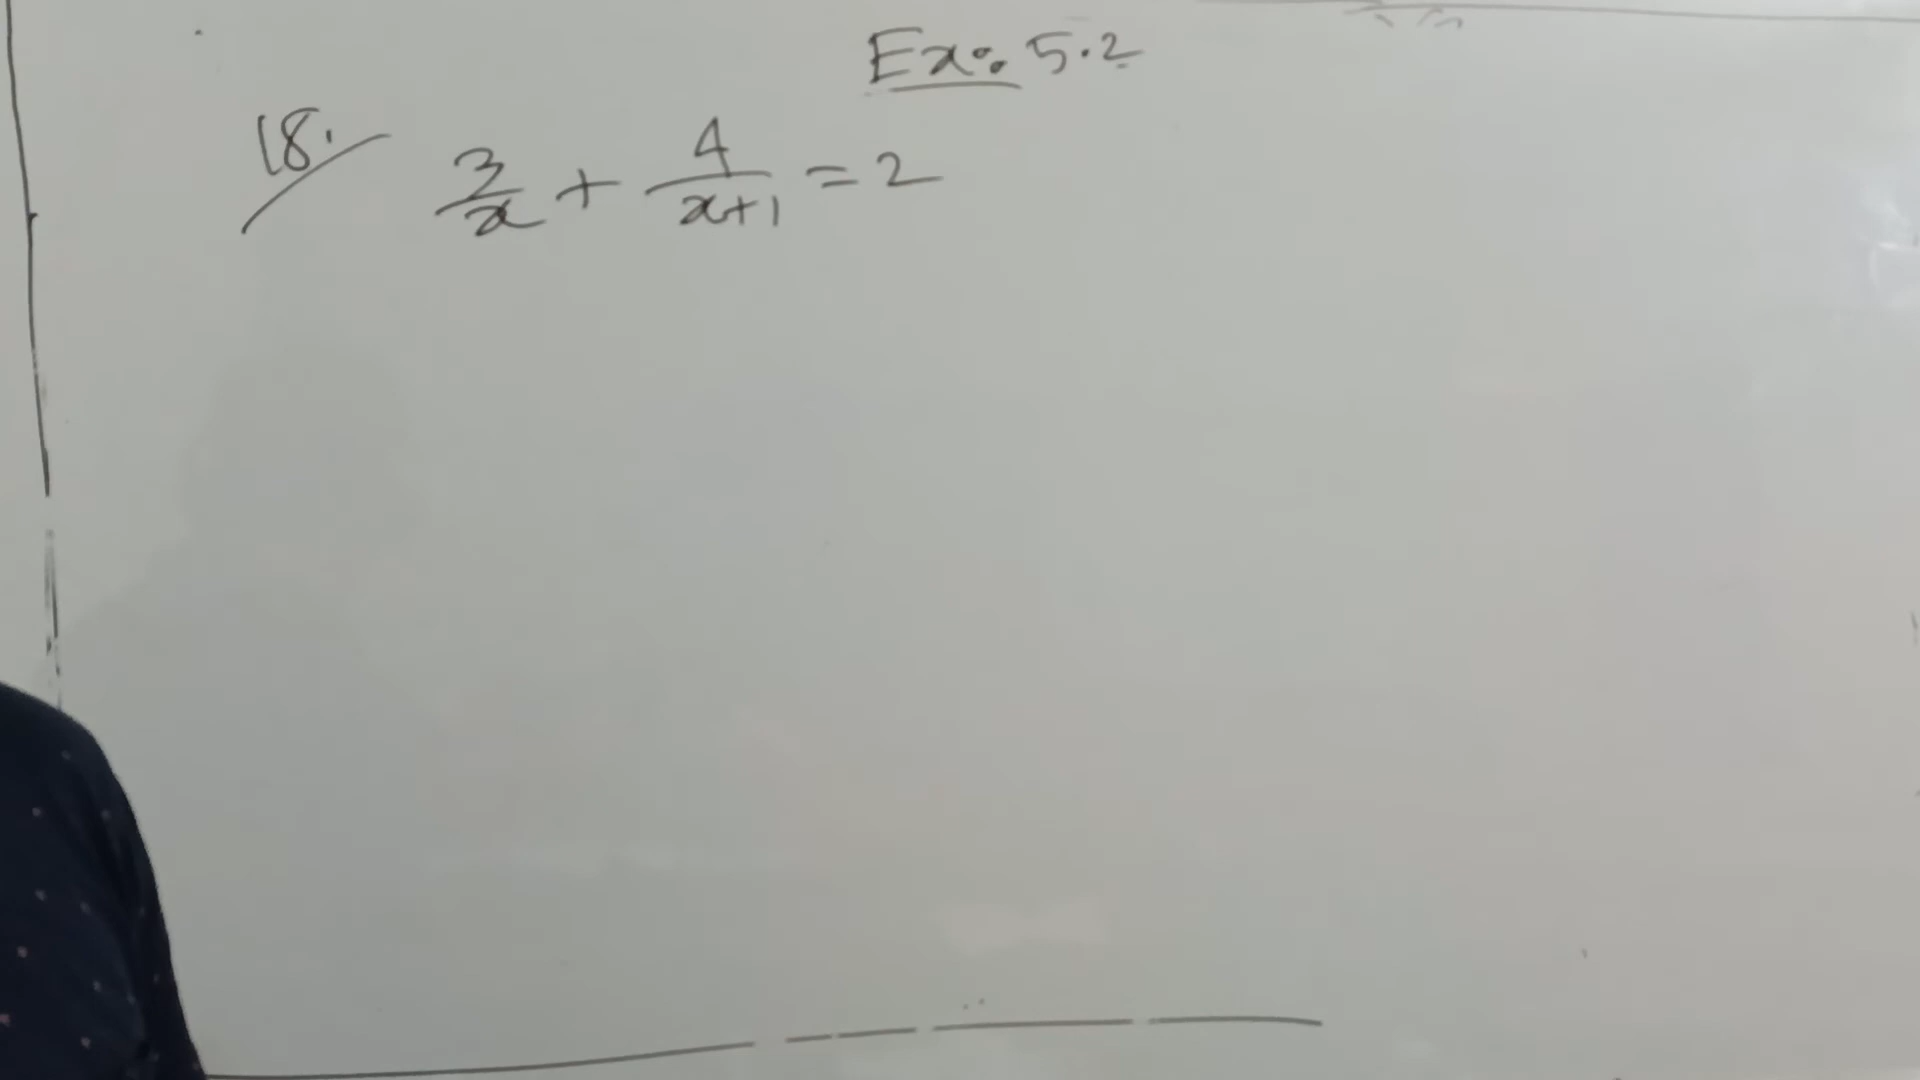 Ex: 5.2
18. 3/x + 4/(x+1) = 2